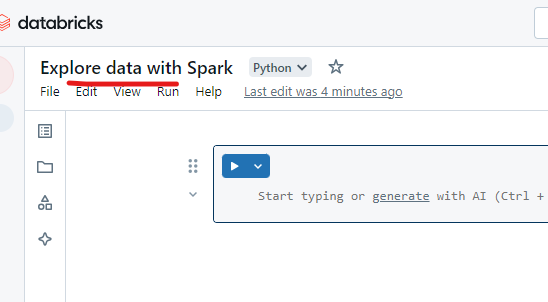 databricks
Explore data with Spark Python
File Edit View Run Help Last edit was 4 minutes ago
Start typing or generate with AI (Ctrl +